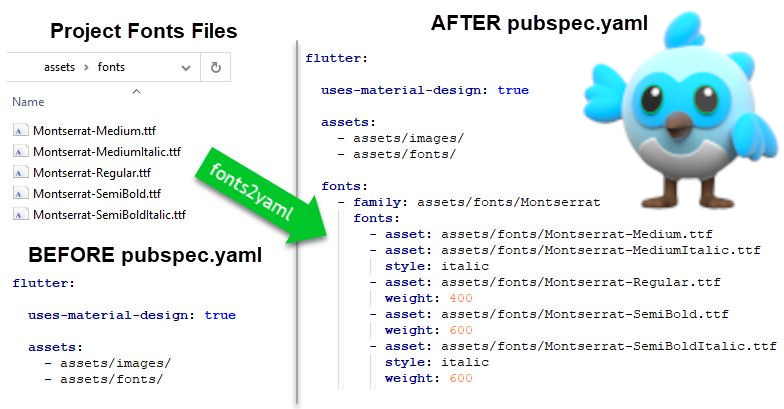 Project Fonts Files
assets > fonts
Name
Montserrat-Medium.ttf
Montserrat-MediumItalic.ttf
Montserrat-Regular.ttf
Montserrat-SemiBold.ttf
Montserrat-SemiBoldItalic.ttf
BEFORE pubspec.yaml
flutter:
uses-material-design: true
assets:
- assets/images/
- assets/fonts/
fonts2yaml
AFTER pubspec.yaml
flutter:
uses-material-design: true
assets:
- assets/images/
- assets/fonts/
fonts:
- family: assets/fonts/Montserrat
fonts:
- asset: assets/fonts/Montserrat-Medium.ttf
- asset: assets/fonts/Montserrat-MediumItalic.ttf
style: italic
- asset: assets/fonts/Montserrat-Regular.ttf
weight: 400
- asset: assets/fonts/Montserrat-SemiBold.ttf
weight: 600
- asset: assets/fonts/Montserrat-SemiBoldItalic.ttf
style: italic
weight: 600